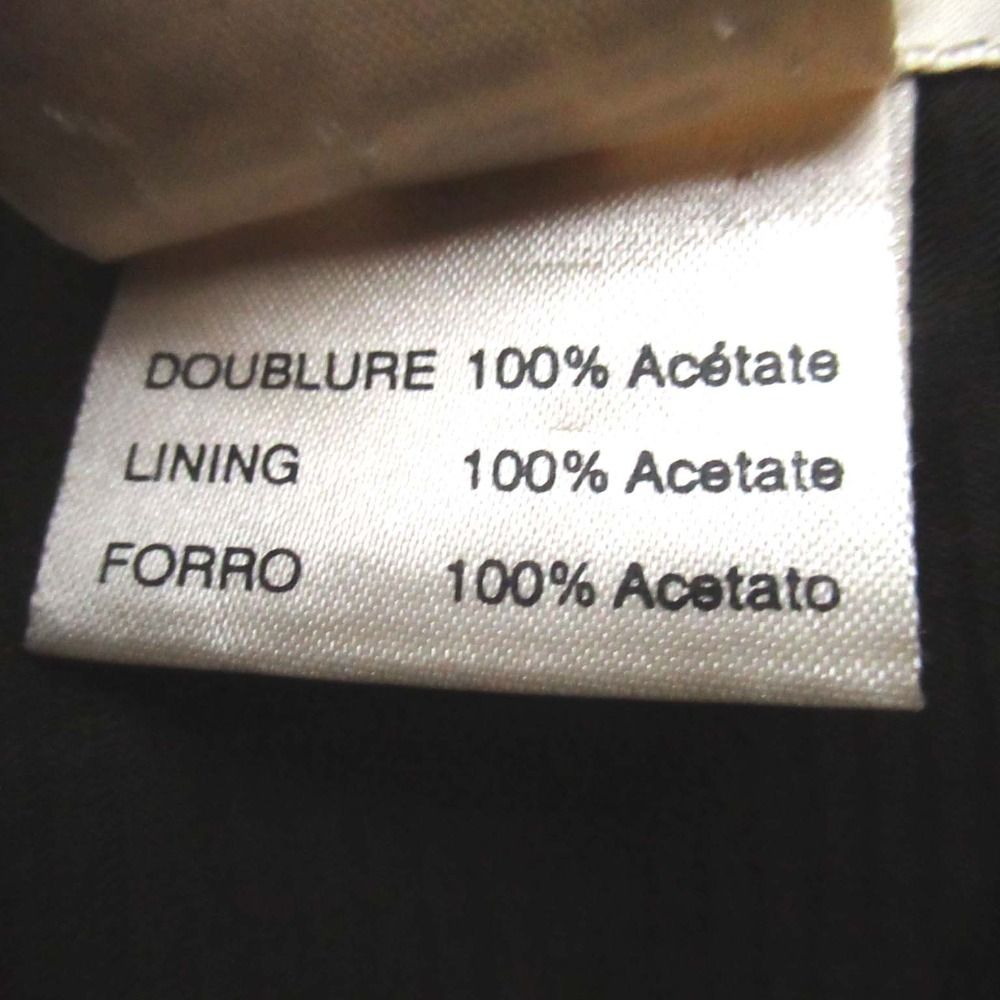 DOUBLURE 100% Acétate
LINING 100% Acetate
FORRO 100% Acetato